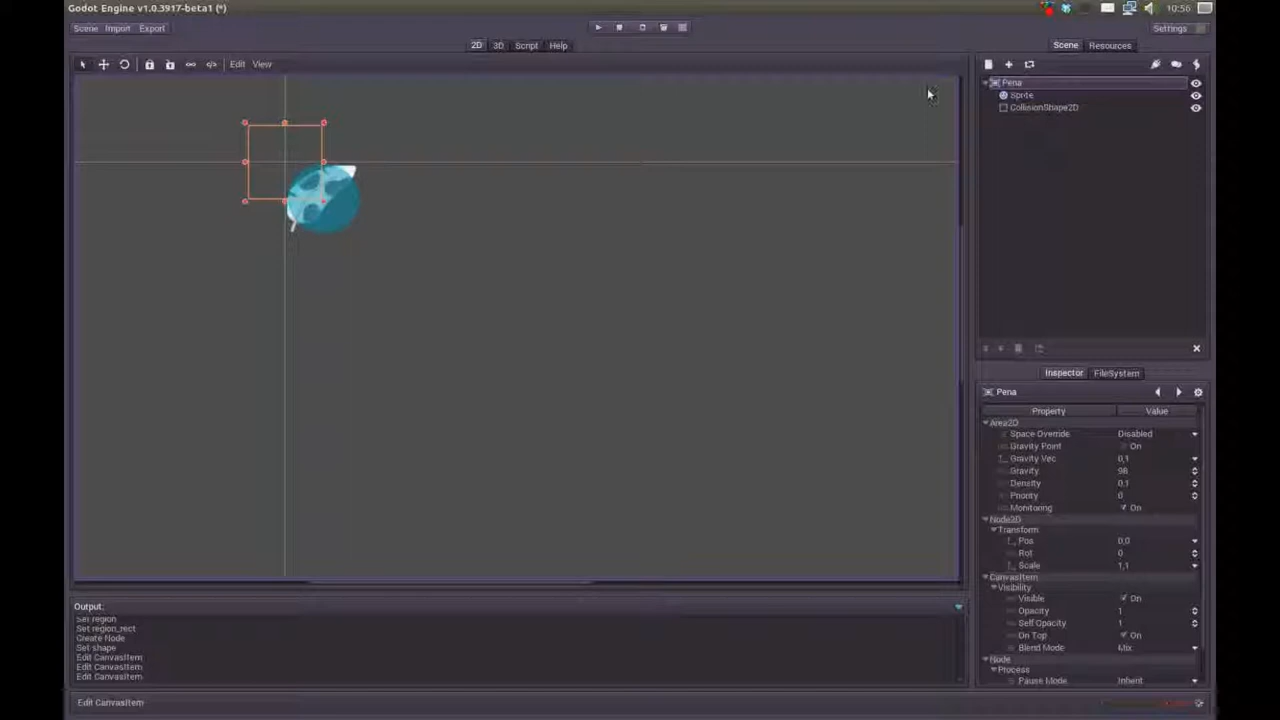 Godot Engine v1.0.3917-beta1 (*)
10:56
Scene Import Export
Settings
2D 3D Script Help
Scene Resources
Edit View
Pena
Sprite
CollisionShape2D
Inspector FileSystem
Pena
Property Value
Area2D
Space Override Disabled
Gravity Point On
Gravity Vec 0,1
Gravity 98
Density 0.1
Priority 0
Monitoring On
Node2D
Transform
Pos 0,0
Rot 0
Scale 1,1
CanvasItem
Visibility
Visible On
Opacity 1
Self Opacity 1
On Top On
Blend Mode Mix
Node
Process
Pause Mode Inherit
Output:
Set region
Set region_rect
Create Node
Set shape
Edit CanvasItem
Edit CanvasItem
Edit CanvasItem
Edit CanvasItem